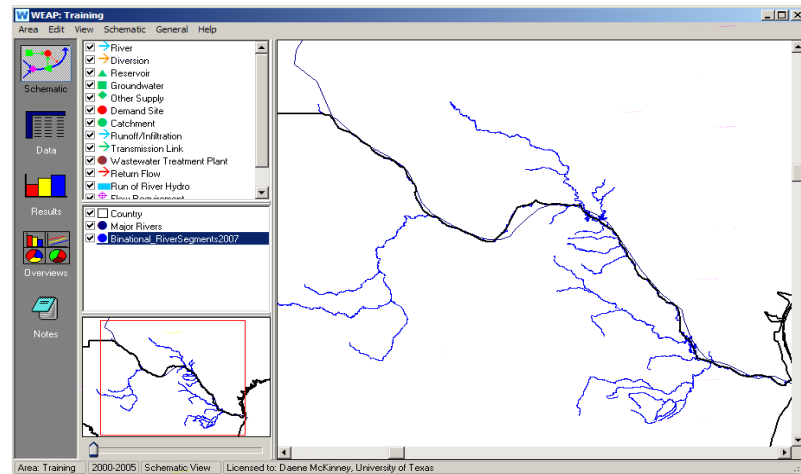 WEAP: Training
Area Edit View Schematic General Help
Schematic
Data
Results
Overviews
Notes
River
Diversion
Reservoir
Groundwater
Other Supply
Demand Site
Catchment
Runoff/Infiltration
Transmission Link
Wastewater Treatment Plant
Return Flow
Run of River Hydro
Flow Requirement
Country
Major Rivers
Binational_RiverSegments2007
Area: Training 2000-2005 Schematic View Licensed to: Daene McKinney, University of Texas